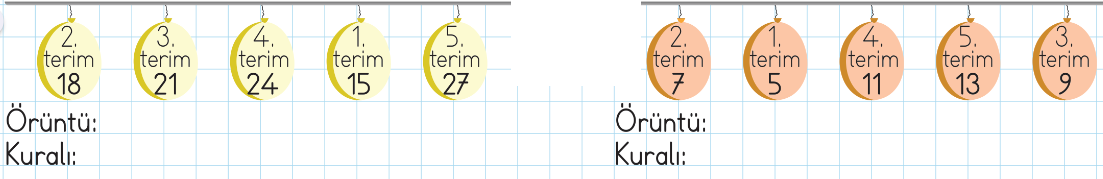 2. terim 18
3. terim 21
4. terim 24
1. terim 15
5. terim 27
Örüntü:
Kuralı:
2. terim 7
1. terim 5
4. terim 11
5. terim 13
3. terim 9
Örüntü:
Kuralı: